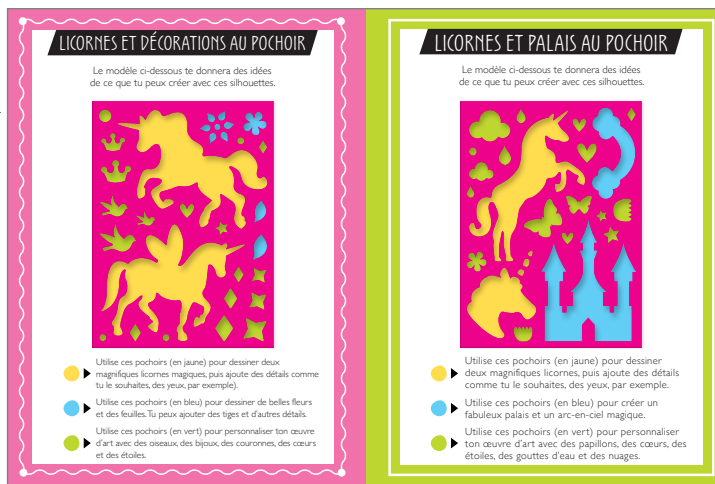 LICORNES ET DÉCORATIONS AU POCHOIR
Le modèle ci-dessous te donnera des idées
de ce que tu peux créer avec ces silhouettes.
Utilise ces pochoirs (en jaune) pour dessiner deux
magnifiques licornes magiques, puis ajoute des détails comme
tu le souhaites, des yeux, par exemple).
Utilise ces pochoirs (en bleu) pour dessiner de belles fleurs
et des feuilles. Tu peux ajouter des tiges et d'autres détails.
Utilise ces pochoirs (en vert) pour personnaliser ton œuvre
d'art avec des oiseaux, des bijoux, des couronnes, des cœurs
et des étoiles.
LICORNES ET PALAIS AU POCHOIR
Le modèle ci-dessous te donnera des idées
de ce que tu peux créer avec ces silhouettes.
Utilise ces pochoirs (en jaune) pour dessiner
deux magnifiques licornes, puis ajoute des détails
comme tu le souhaites, des yeux, par exemple.
Utilise ces pochoirs (en bleu) pour créer un
fabuleux palais et un arc-en-ciel magique.
Utilise ces pochoirs (en vert) pour personnaliser
ton œuvre d'art avec des papillons, des cœurs, des
étoiles, des gouttes d'eau et des nuages.